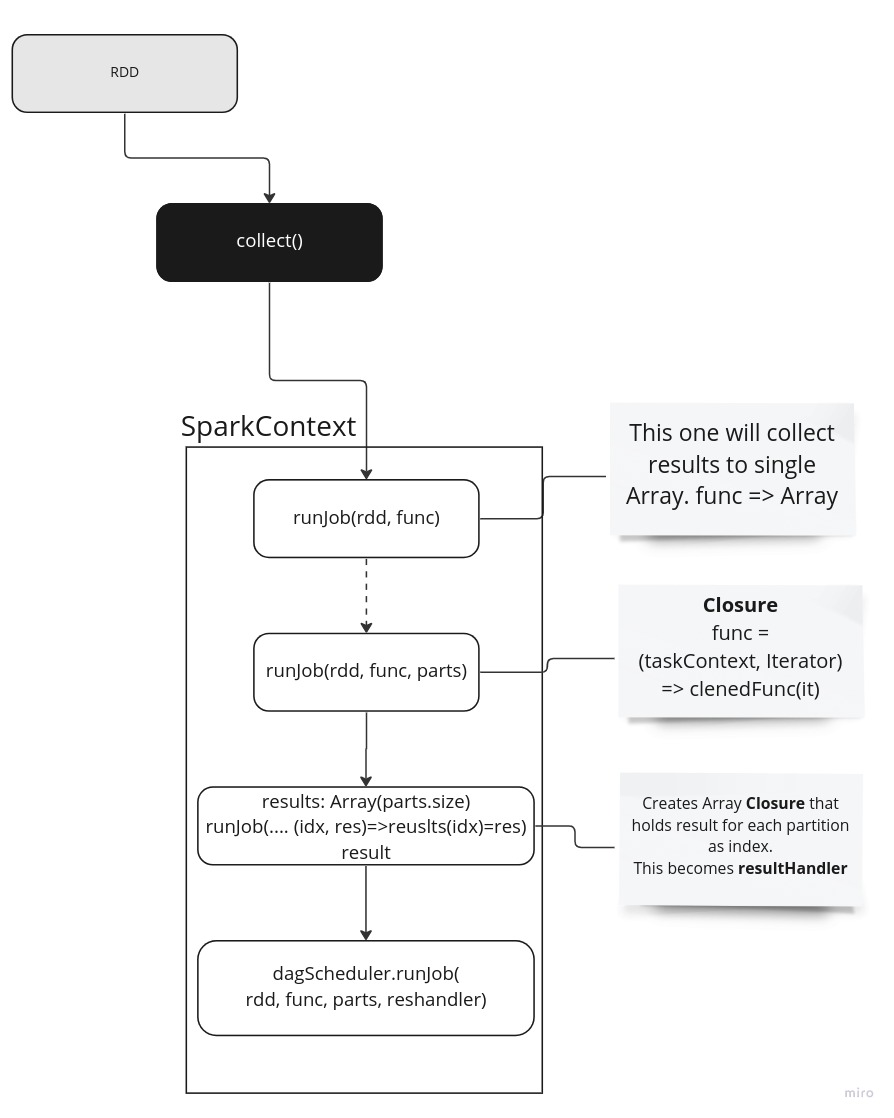 RDD
collect()
SparkContext
runJob(rdd, func)
This one will collect
results to single
Array. func => Array
runJob(rdd, func, parts)
Closure
func =
(taskContext, Iterator)
=> clenedFunc(it)
results: Array(parts.size)
runJob(.... (idx, res)=>reuslts(idx)=res)
result
Creates Array Closure that
holds result for each partition
as index.
This becomes resultHandler
dagScheduler.runJob(
rdd, func, parts, reshandler)
miro